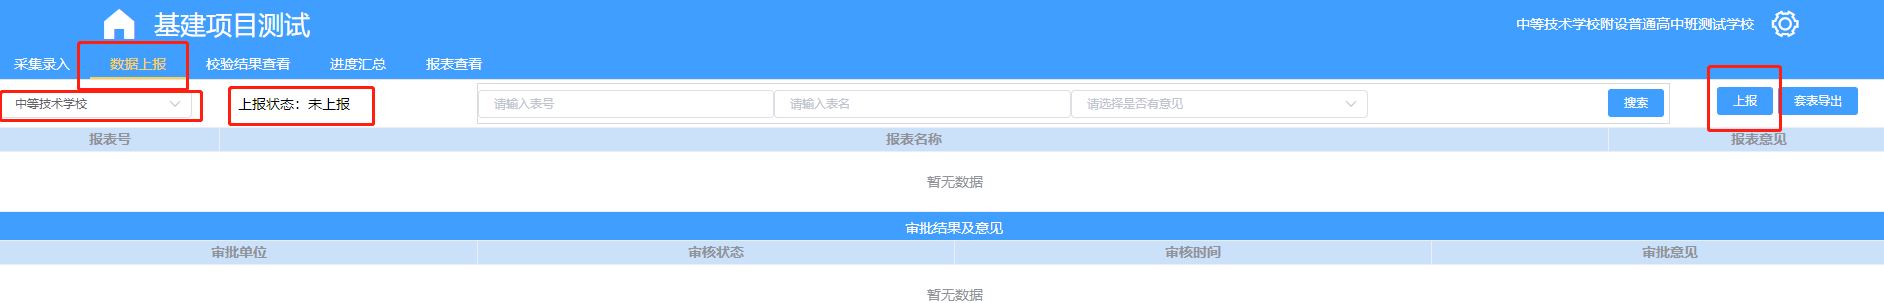 基建项目测试
中等技术学校附设普通高中班测试学校
采集录入 数据上报 校验结果查看 进度汇总 报表查看
中等技术学校 上报状态：未上报 请输入表号 请输入表名 请选择是否有意见 搜索 上报 套表导出
报表号 报表名称 报表意见
暂无数据
审批结果及意见
审批单位 审核状态 审核时间 审批意见
暂无数据